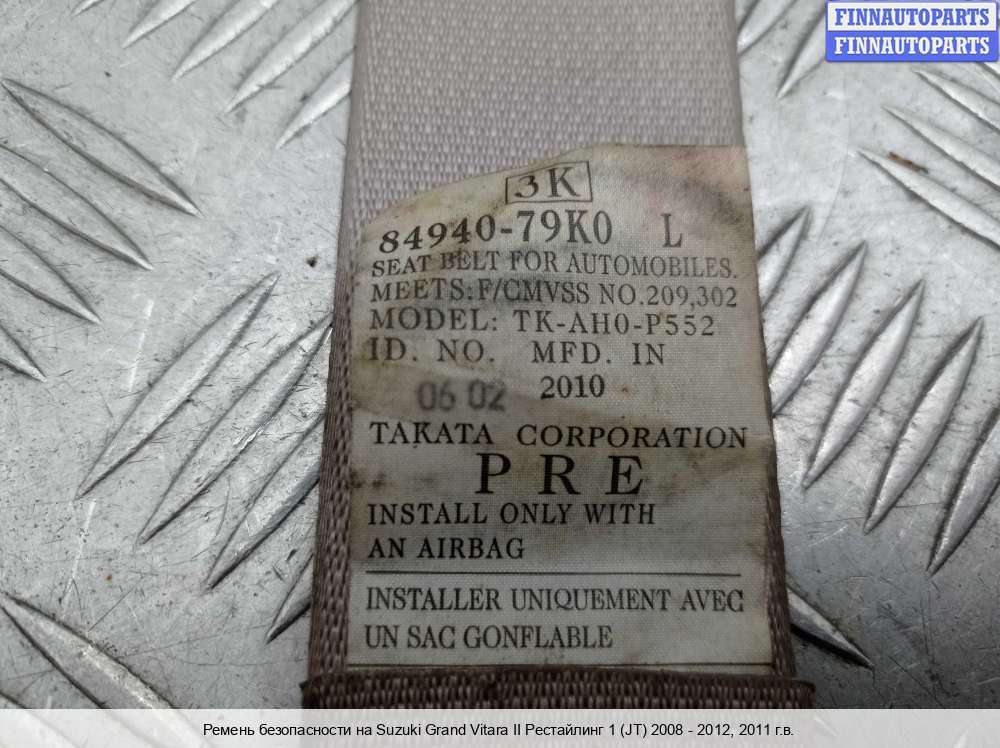 FINNAUTOPARTS
FINNAUTOPARTS
3K
84940-79K0 L
SEAT BELT FOR AUTOMOBILES.
MEETS: F/CMVSS NO.209,302
MODEL: TK-AH0-P552
ID. NO. MFD. IN
06 02 2010
TAKATA CORPORATION
PRE
INSTALL ONLY WITH
AN AIRBAG
INSTALLER UNIQUEMENT AVEC
UN SAC GONFLABLE
Ремень безопасности на Suzuki Grand Vitara II Рестайлинг 1 (JT) 2008 - 2012, 2011 г.в.